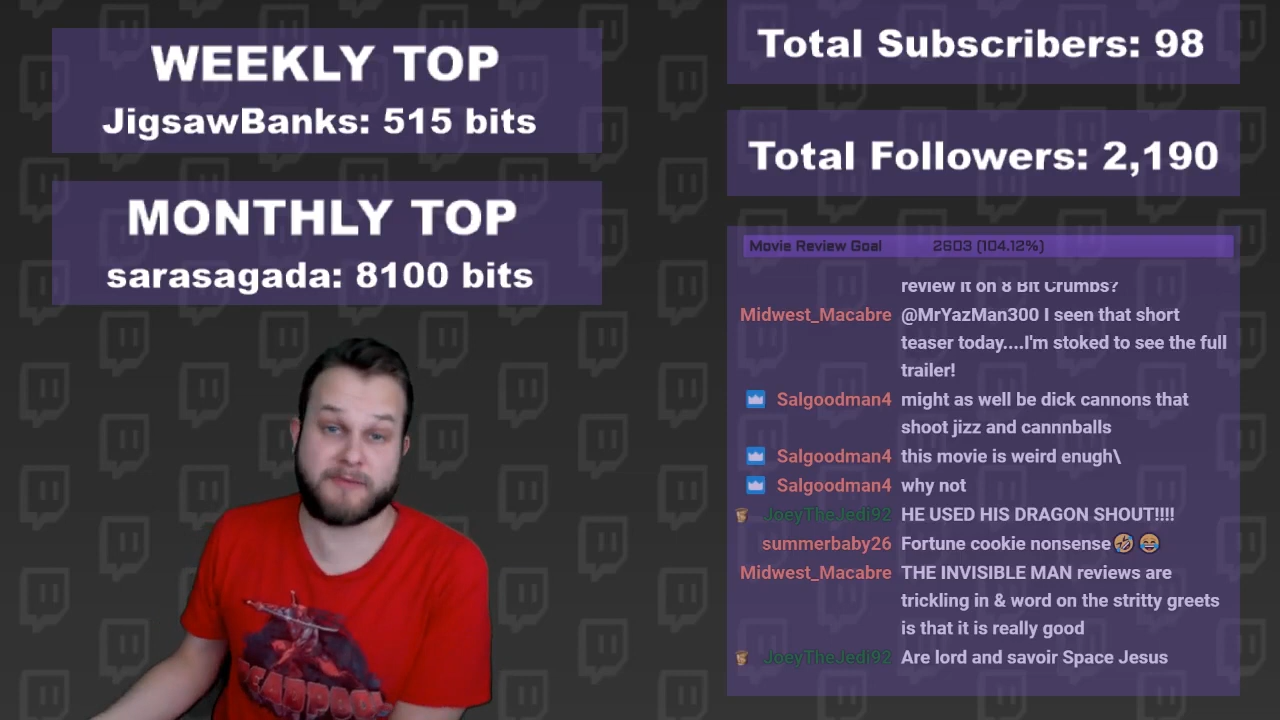 WEEKLY TOP
JigsawBanks: 515 bits
MONTHLY TOP
sarasagada: 8100 bits
Total Subscribers: 98
Total Followers: 2,190
Movie Review Goal 2603 (104.12%)
review it on 8 Bit Crumbs?
Midwest_Macabre @MrYazMan300 I seen that short
teaser today....I'm stoked to see the full
trailer!
Salgoodman4 might as well be dick cannons that
shoot jizz and cannnballs
Salgoodman4 this movie is weird enugh\
Salgoodman4 why not
JoeyTheJedi92 HE USED HIS DRAGON SHOUT!!!!
summerbaby26 Fortune cookie nonsense🤣 😂
Midwest_Macabre THE INVISIBLE MAN reviews are
trickling in & word on the stritty greets
is that it is really good
JoeyTheJedi92 Are lord and savoir Space Jesus
DEADPOOL